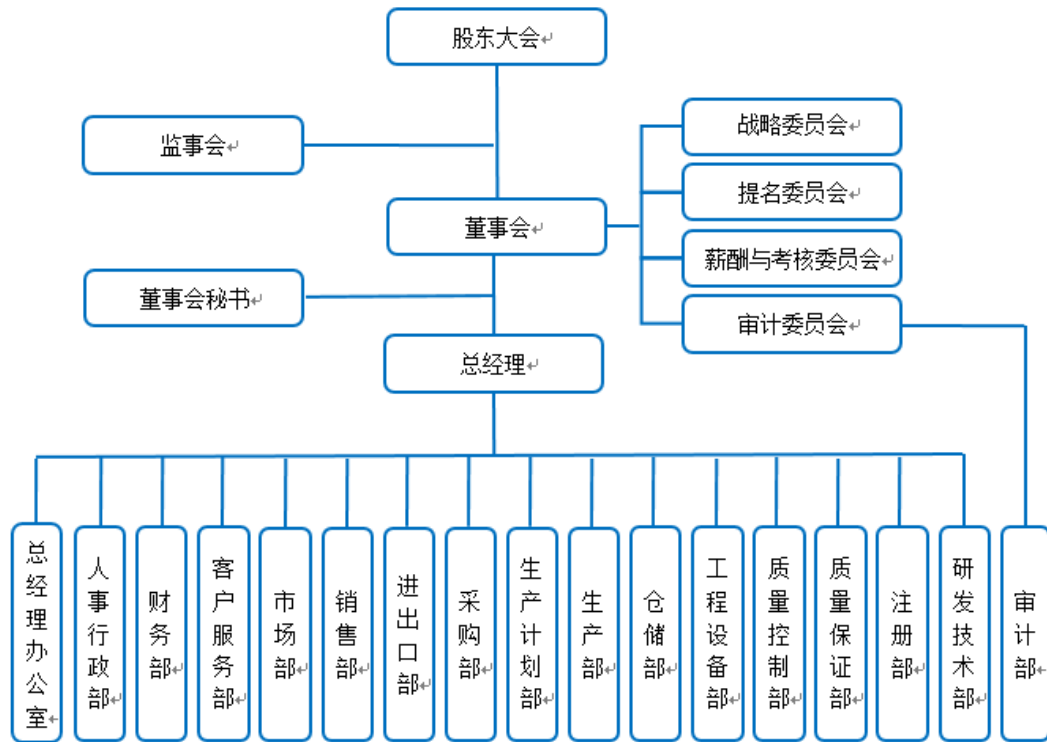 股东大会
监事会
战略委员会
提名委员会
董事会
薪酬与考核委员会
董事会秘书
审计委员会
总经理
总经理办公室
人事行政部
财务部
客户服务部
市场部
销售部
进出口部
采购部
生产计划部
生产部
仓储部
工程设备部
质量控制部
质量保证部
注册部
研发技术部
审计部